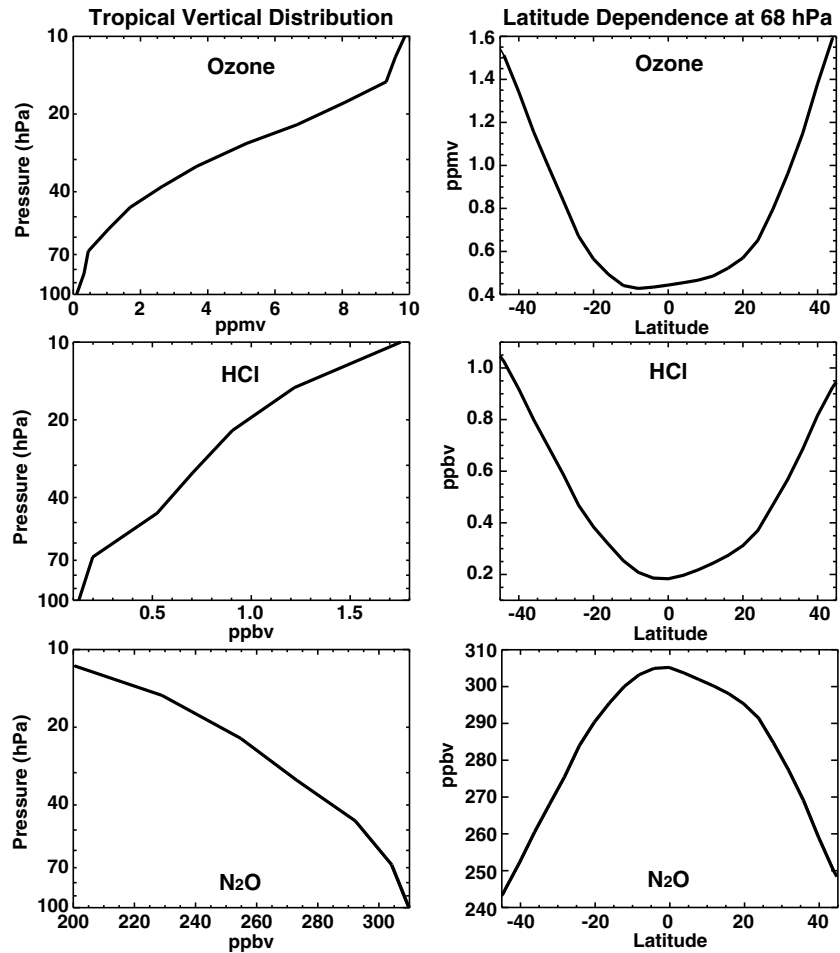 Tropical Vertical Distribution
Ozone
Pressure (hPa)
10
20
40
70
100
0 2 4 6 8 10
ppmv
Latitude Dependence at 68 hPa
Ozone
ppmv
1.6
1.4
1.2
1.0
0.8
0.6
0.4
-40 -20 0 20 40
Latitude
HCl
Pressure (hPa)
10
20
40
70
100
0.5 1.0 1.5
ppbv
HCl
ppbv
1.0
0.8
0.6
0.4
0.2
-40 -20 0 20 40
Latitude
N2O
Pressure (hPa)
10
20
40
70
100
200 220 240 260 280 300
ppbv
N2O
ppbv
310
300
290
280
270
260
250
240
-40 -20 0 20 40
Latitude